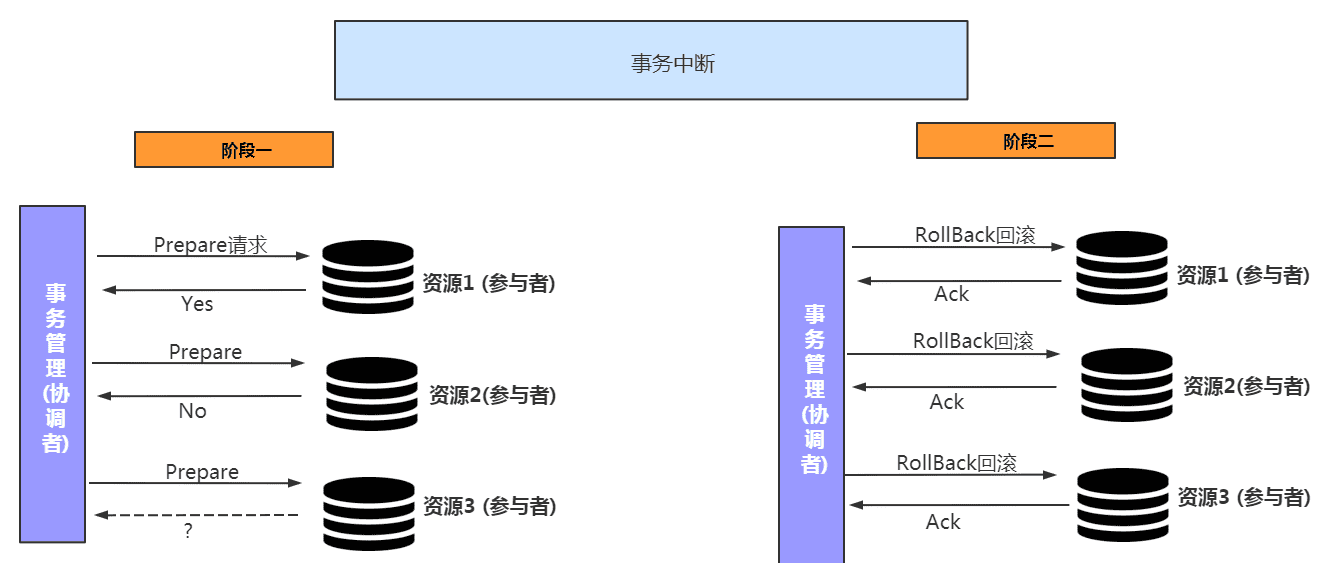 事务中断
阶段一
阶段二
事务管理(协调者)
Prepare请求
Yes
资源1 (参与者)
Prepare
No
资源2(参与者)
Prepare
?
资源3 (参与者)
事务管理(协调者)
RollBack回滚
Ack
资源1 (参与者)
RollBack回滚
Ack
资源2(参与者)
RollBack回滚
Ack
资源3 (参与者)